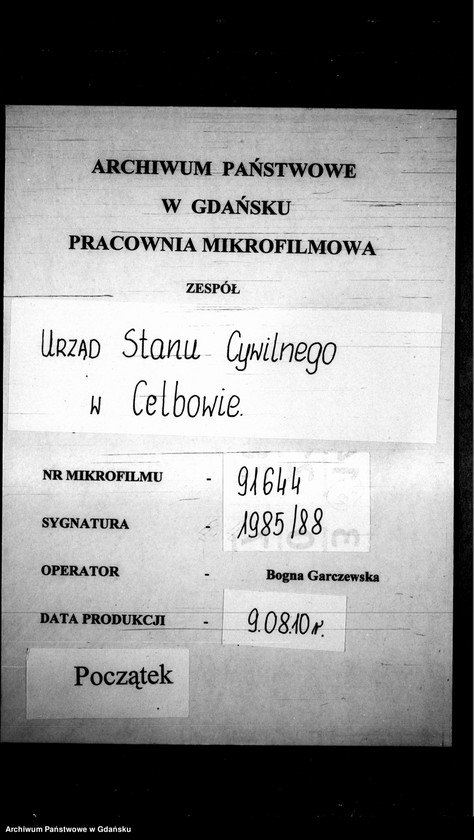 ARCHIWUM PAŃSTWOWE
W GDAŃSKU
PRACOWNIA MIKROFILMOWA
ZESPÓŁ
URZĄD Stanu Cywilnego
w Celbowie.
NR MIKROFILMU - 91644
SYGNATURA - 1985/88
OPERATOR - Bogna Garczewska
DATA PRODUKCJI - 9.08.10 r.
Początek
Archiwum Państwowe w Gdańsku